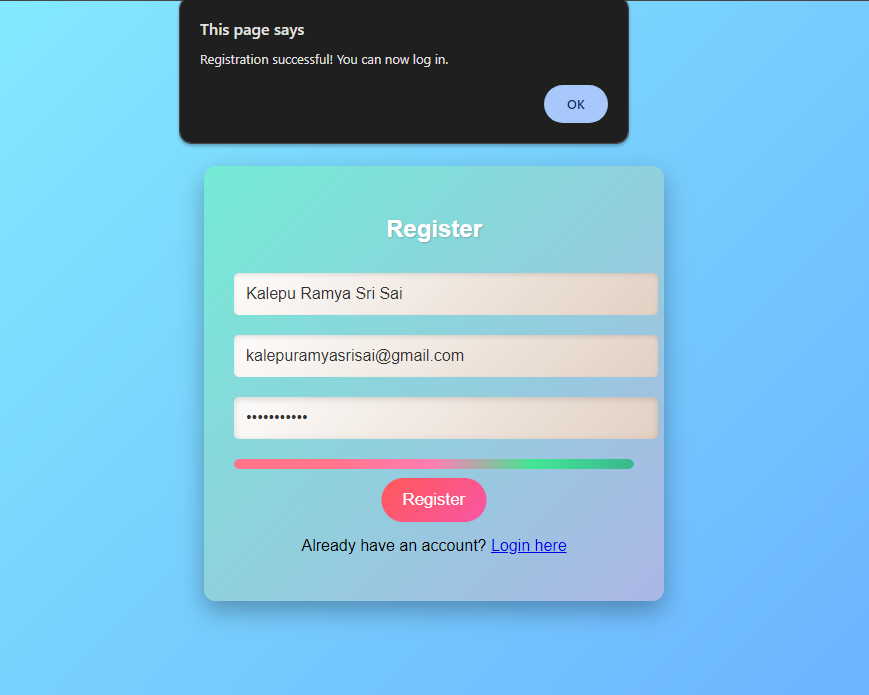 This page says
Registration successful! You can now log in.
OK
Register
Kalepu Ramya Sri Sai
kalepuramyasrisai@gmail.com
•••••••••••
Register
Already have an account? Login here